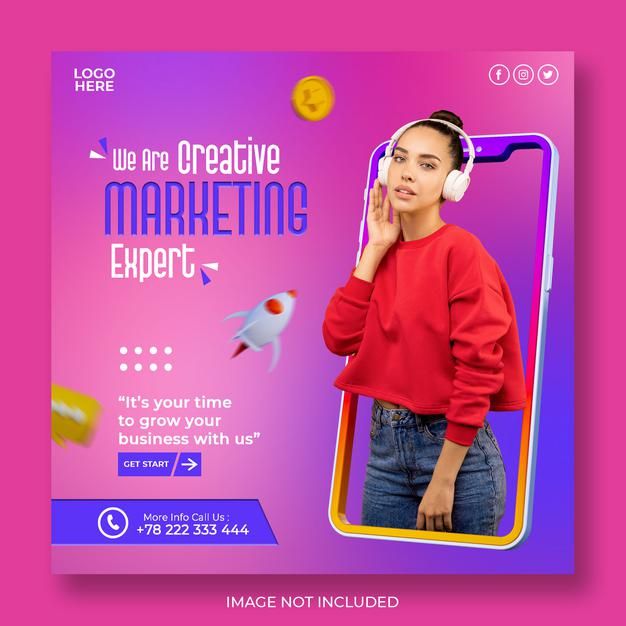 LOGO
HERE
We Are Creative
MARKETING
Expert
“It's your time
to grow your
business with us”
GET START
More Info Call Us :
+78 222 333 444
IMAGE NOT INCLUDED